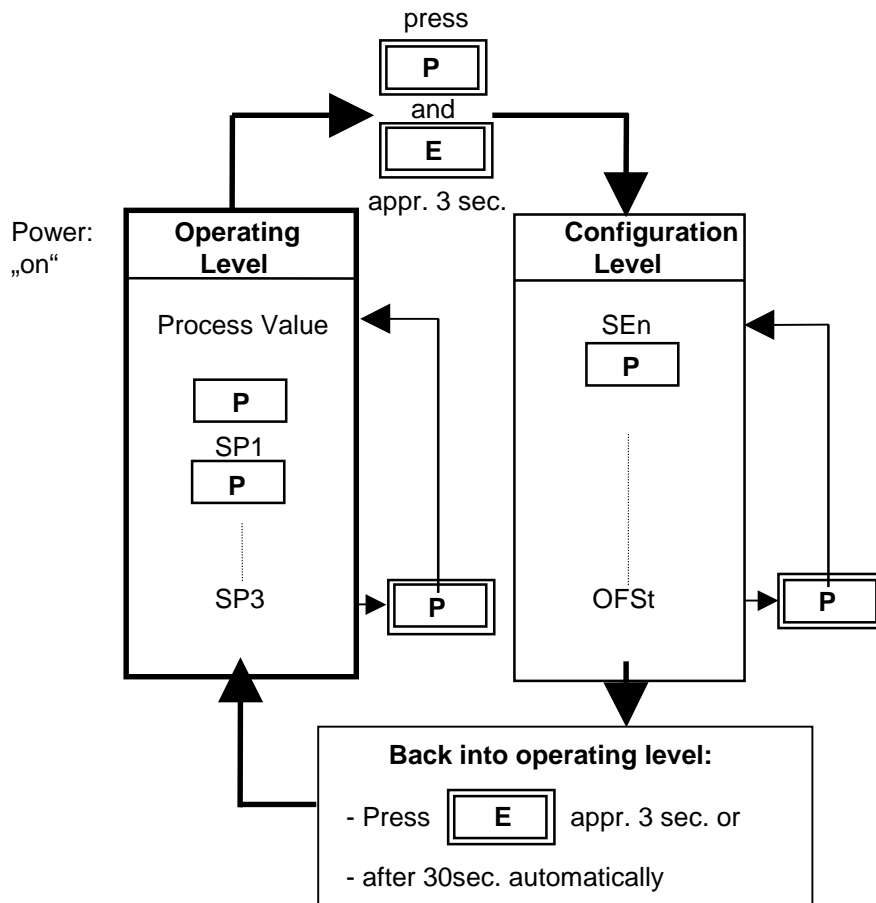 press
P
and
E
appr. 3 sec.
Power:
„on“
Operating
Level
Process Value
P
SP1
P
SP3
P
Configuration
Level
SEn
P
OFSt
P
Back into operating level:
- Press E appr. 3 sec. or
- after 30sec. automatically